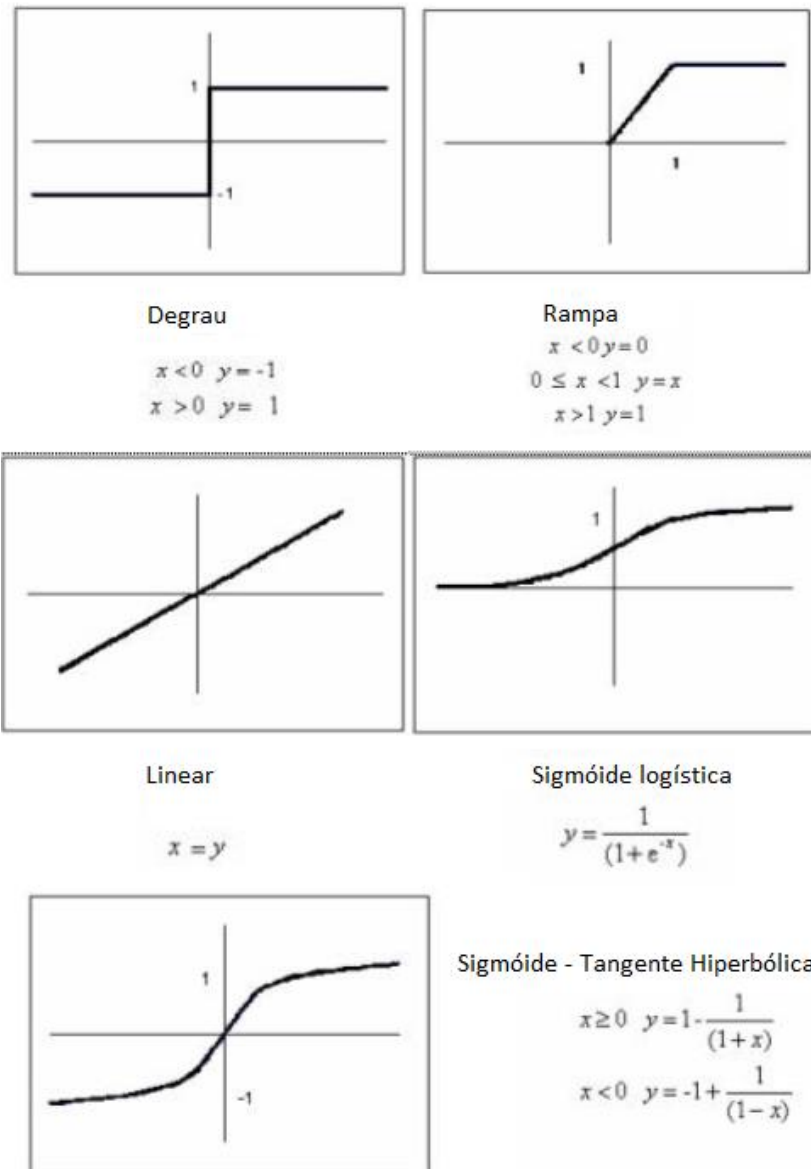 1
-1
1
1
Degrau
Rampa
x < 0 y = -1
x > 0 y = 1
x < 0 y = 0
0 ≤ x < 1 y = x
x > 1 y = 1
1
Linear
Sigmóide logística
x = y
y = 1/(1 + e^-x)
1
-1
Sigmóide - Tangente Hiperbólica
x ≥ 0 y = 1 - 1/(1 + x)
x < 0 y = -1 + 1/(1 - x)